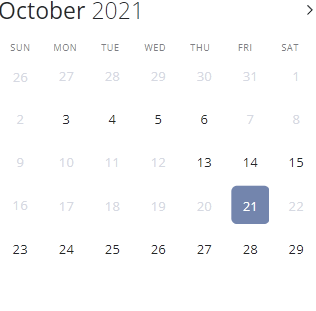 October 2021
SUN MON TUE WED THU FRI SAT
26 27 28 29 30 31 1
2 3 4 5 6 7 8
9 10 11 12 13 14 15
16 17 18 19 20 21 22
23 24 25 26 27 28 29